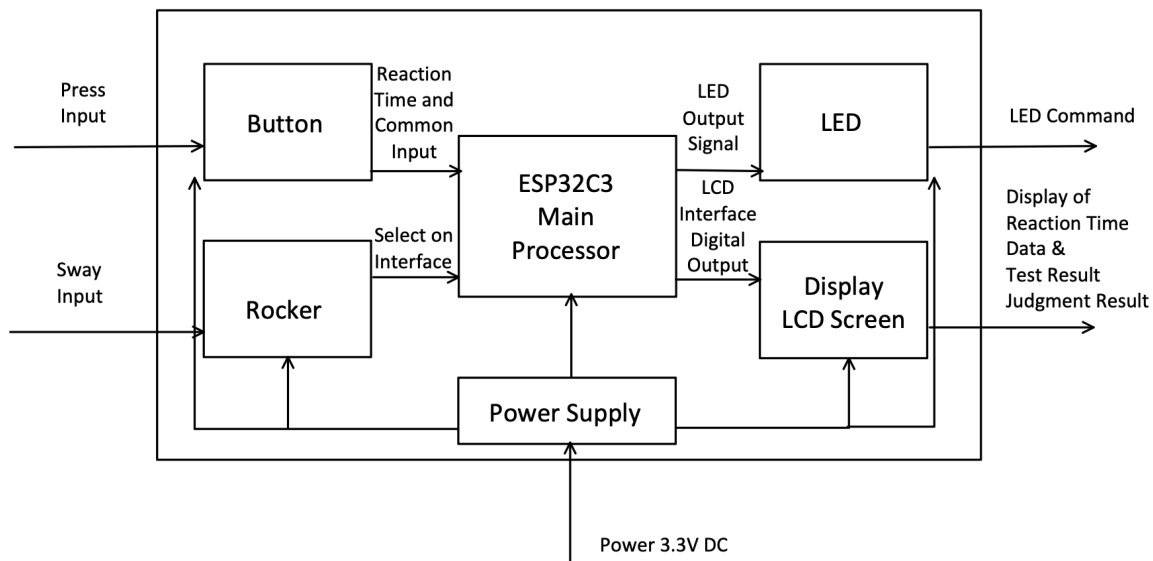 Press
Input
Button
Reaction
Time and
Common
Input
ESP32C3
Main
Processor
LED
Output
Signal
LED
LED Command
Sway
Input
Rocker
Select on
Interface
LCD
Interface
Digital
Output
Display
LCD Screen
Display of
Reaction Time
Data &
Test Result
Judgment Result
Power Supply
Power 3.3V DC